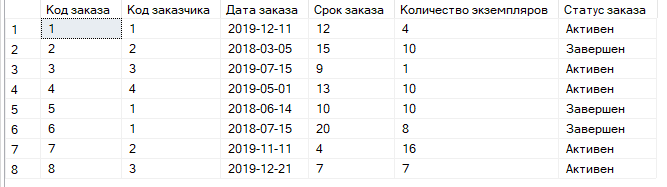 Код заказа Код заказчика Дата заказа Срок заказа Количество экземпляров Статус заказа
1 1 1 2019-12-11 12 4 Активен
2 2 2 2018-03-05 15 10 Завершен
3 3 3 2019-07-15 9 1 Активен
4 4 4 2019-05-01 13 10 Активен
5 5 1 2018-06-14 10 10 Завершен
6 6 1 2018-07-15 20 8 Завершен
7 7 2 2019-11-11 4 16 Активен
8 8 3 2019-12-21 7 7 Активен